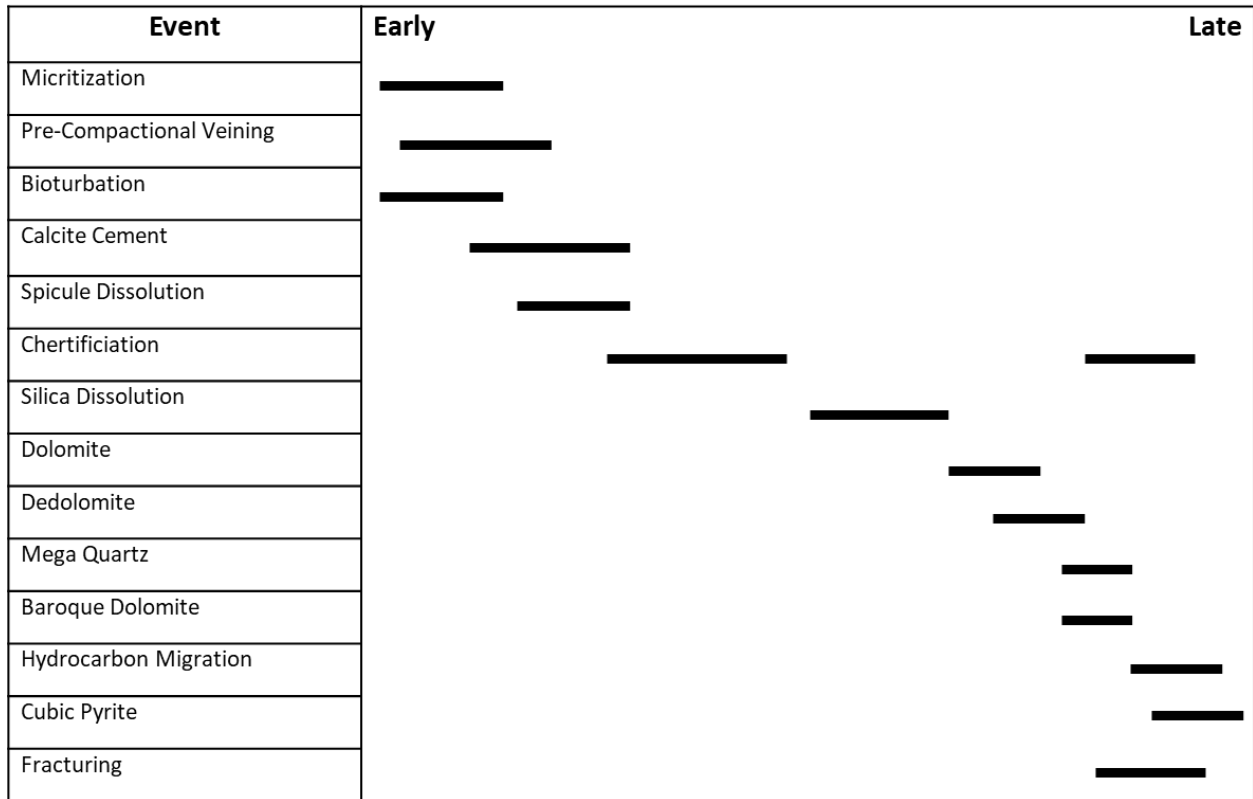 Event Early Late
Micritization
Pre-Compactional Veining
Bioturbation
Calcite Cement
Spicule Dissolution
Chertificiation
Silica Dissolution
Dolomite
Dedolomite
Mega Quartz
Baroque Dolomite
Hydrocarbon Migration
Cubic Pyrite
Fracturing